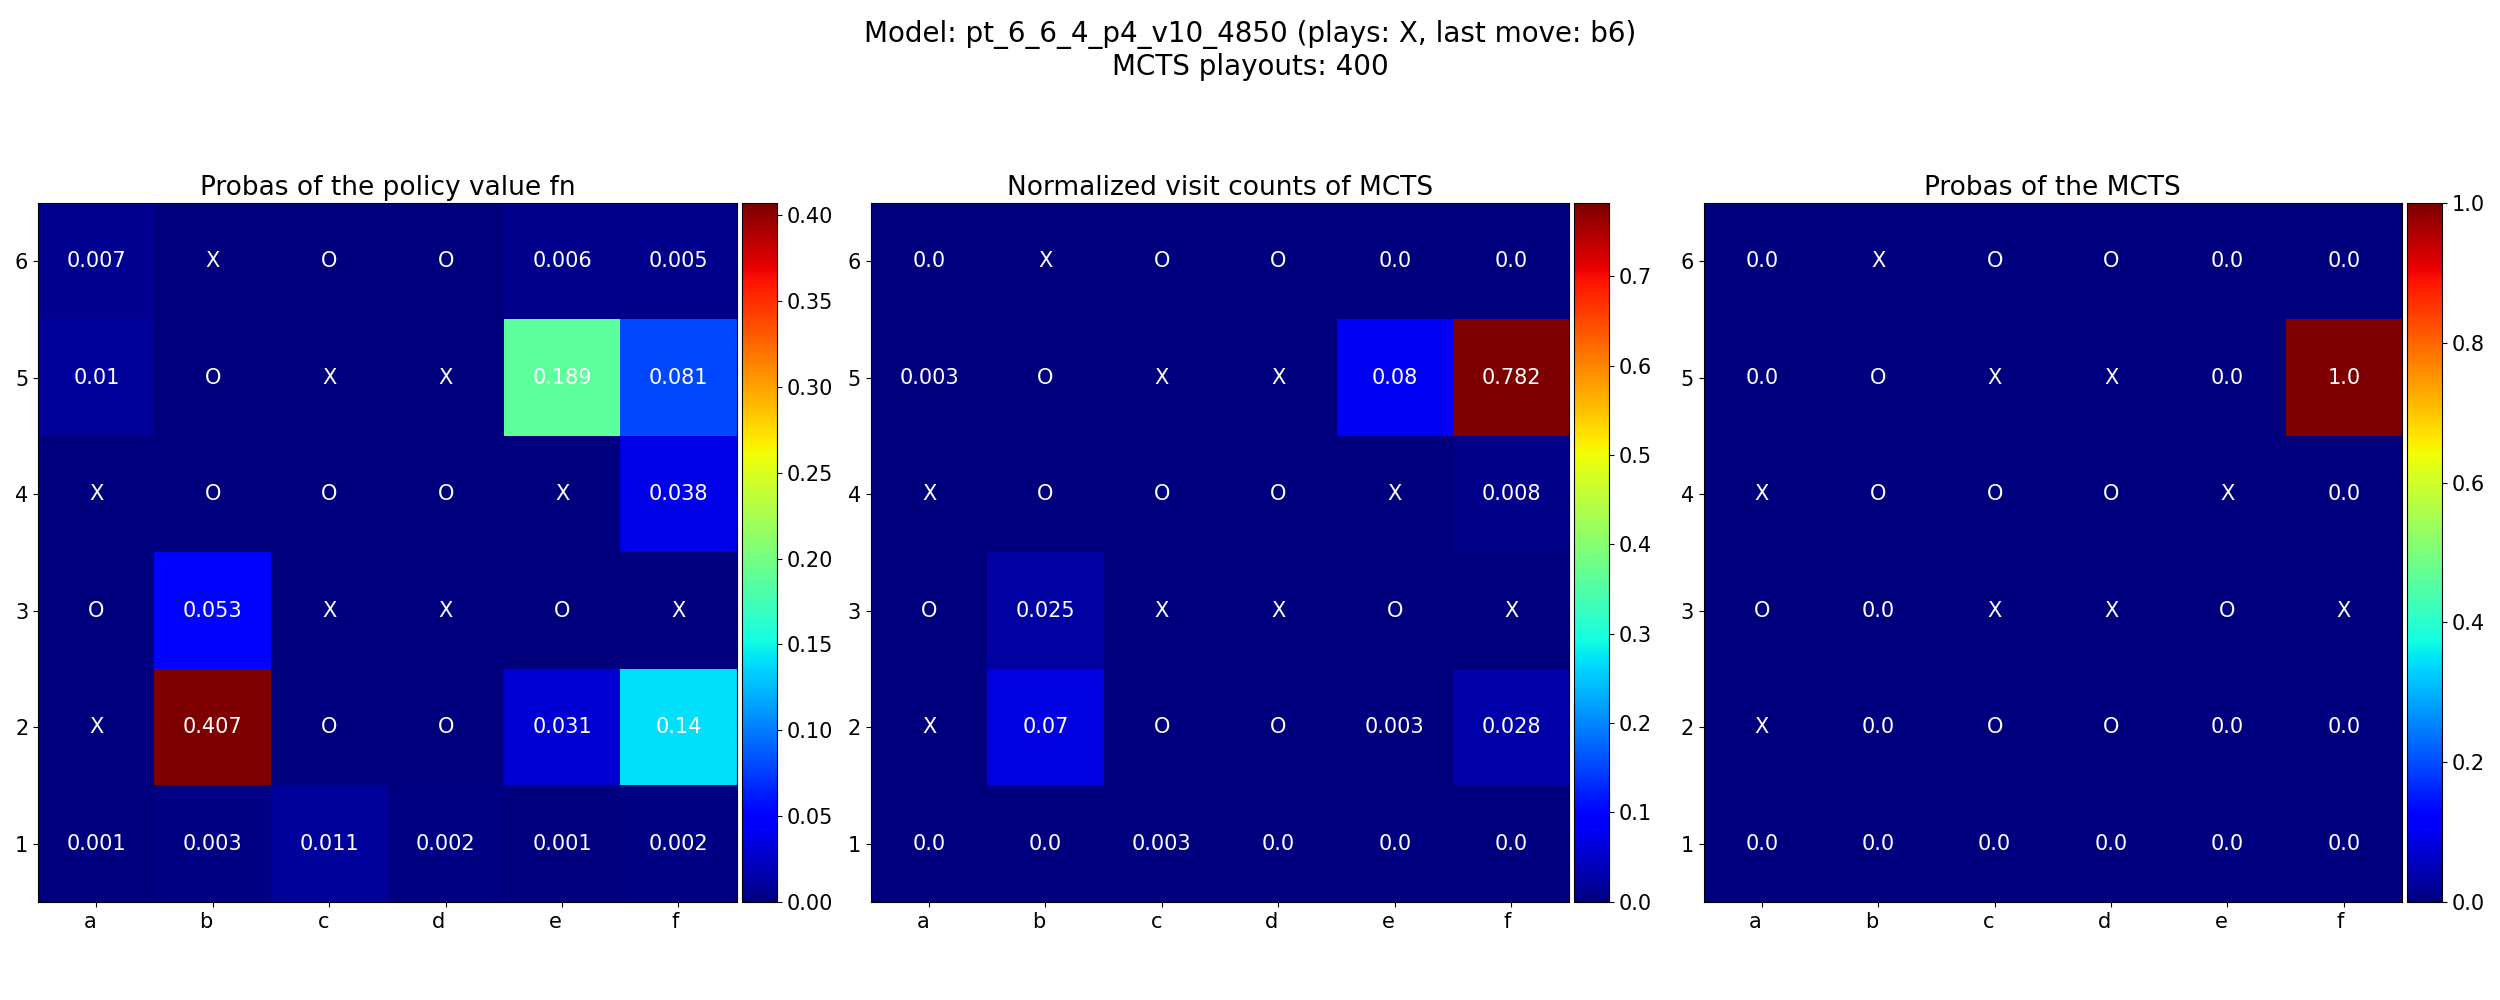 Model: pt_6_6_4_p4_v10_4850 (plays: X, last move: b6)
MCTS playouts: 400
Probas of the policy value fn
6 0.007 X O O 0.006 0.005
5 0.01 O X X 0.189 0.081
4 X O O O X 0.038
3 O 0.053 X X O X
2 X 0.407 O O 0.031 0.14
1 0.001 0.003 0.011 0.002 0.001 0.002
a b c d e f
0.40
0.35
0.30
0.25
0.20
0.15
0.10
0.05
0.00
Normalized visit counts of MCTS
6 0.0 X O O 0.0 0.0
5 0.003 O X X 0.08 0.782
4 X O O O X 0.008
3 O 0.025 X X O X
2 X 0.07 O O 0.003 0.028
1 0.0 0.0 0.003 0.0 0.0 0.0
a b c d e f
0.7
0.6
0.5
0.4
0.3
0.2
0.1
0.0
Probas of the MCTS
6 0.0 X O O 0.0 0.0
5 0.0 O X X 0.0 1.0
4 X O O O X 0.0
3 O 0.0 X X O X
2 X 0.0 O O 0.0 0.0
1 0.0 0.0 0.0 0.0 0.0 0.0
a b c d e f
1.0
0.8
0.6
0.4
0.2
0.0